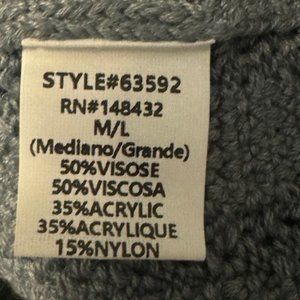 STYLE#63592
RN#148432
M/L
(Mediano/Grande)
50%VISOSE
50%VISCOSA
35%ACRYLIC
35%ACRYLIQUE
15%NYLON